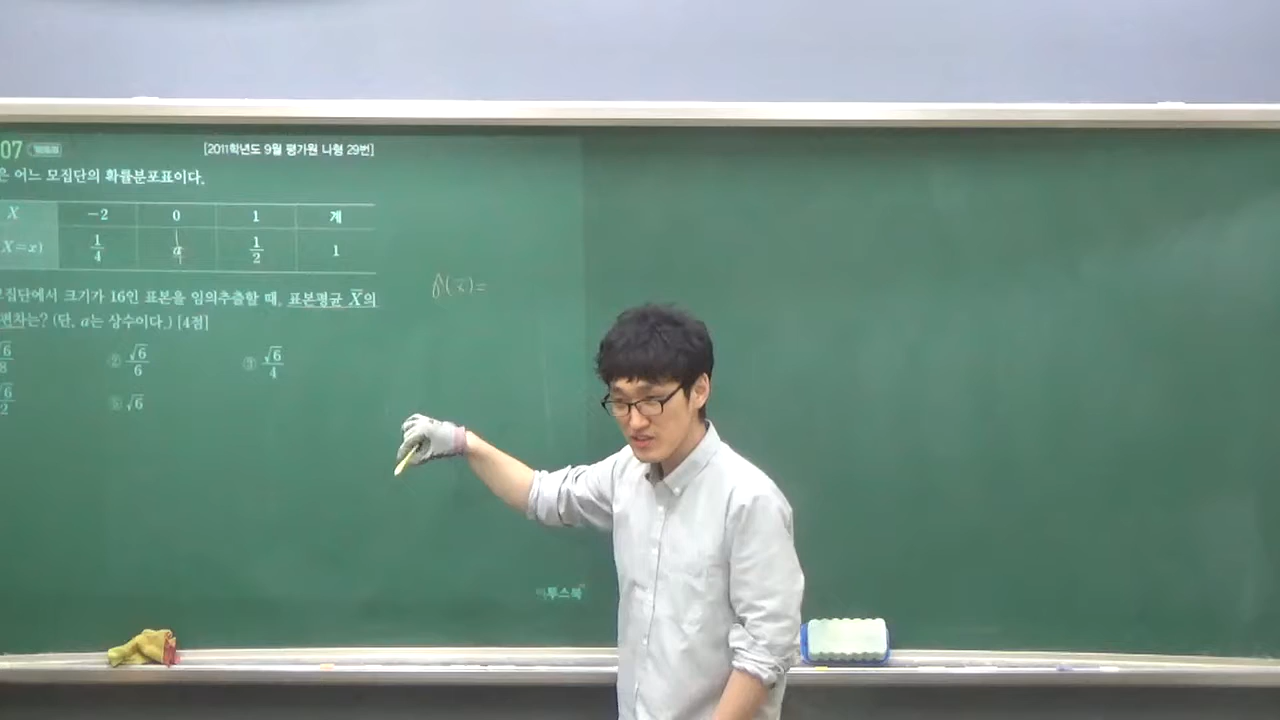 07
[2011학년도 9월 평가원 나형 29번]
은 어느 모집단의 확률분포표이다.
X -2 0 1 계
X=x) 1/4 a 1/2 1
모집단에서 크기가 16인 표본을 임의추출할 때, 표본평균 X̄의
편차는? (단, a는 상수이다.) [4점]
√6/8 ② √6/6 ③ √6/4
√6/2 ⑤ √6
σ(X̄)=
이투스북